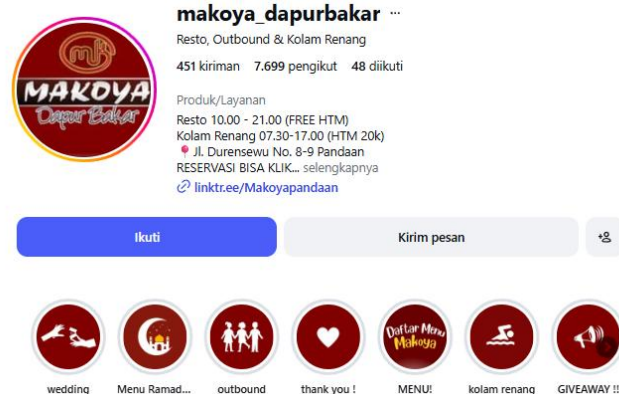 makoya_dapurbakar ...
Resto, Outbound & Kolam Renang
451 kiriman 7.699 pengikut 48 diikuti
MAKOYA
Dapur Bakar
Produk/Layanan
Resto 10.00 - 21.00 (FREE HTM)
Kolam Renang 07.30-17.00 (HTM 20k)
📍 Jl. Durensewu No. 8-9 Pandaan
RESERVASI BISA KLIK... selengkapnya
linktr.ee/Makoyapandaan
Ikuti
Kirim pesan
Daftar Menu
Makoya
wedding
Menu Ramad...
outbound
thank you !
MENU!
kolam renang
GIVEAWAY !!